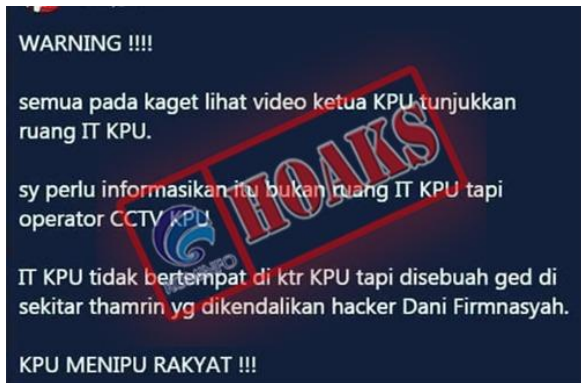 WARNING !!!!
semua pada kaget lihat video ketua KPU tunjukkan
ruang IT KPU.
sy perlu informasikan itu bukan ruang IT KPU tapi
operator CCTV KPU
IT KPU tidak bertempat di ktr KPU tapi disebuah ged di
sekitar thamrin yg dikendalikan hacker Dani Firmnasyah.
KPU MENIPU RAKYAT !!!
HOAKS
KOMINFO